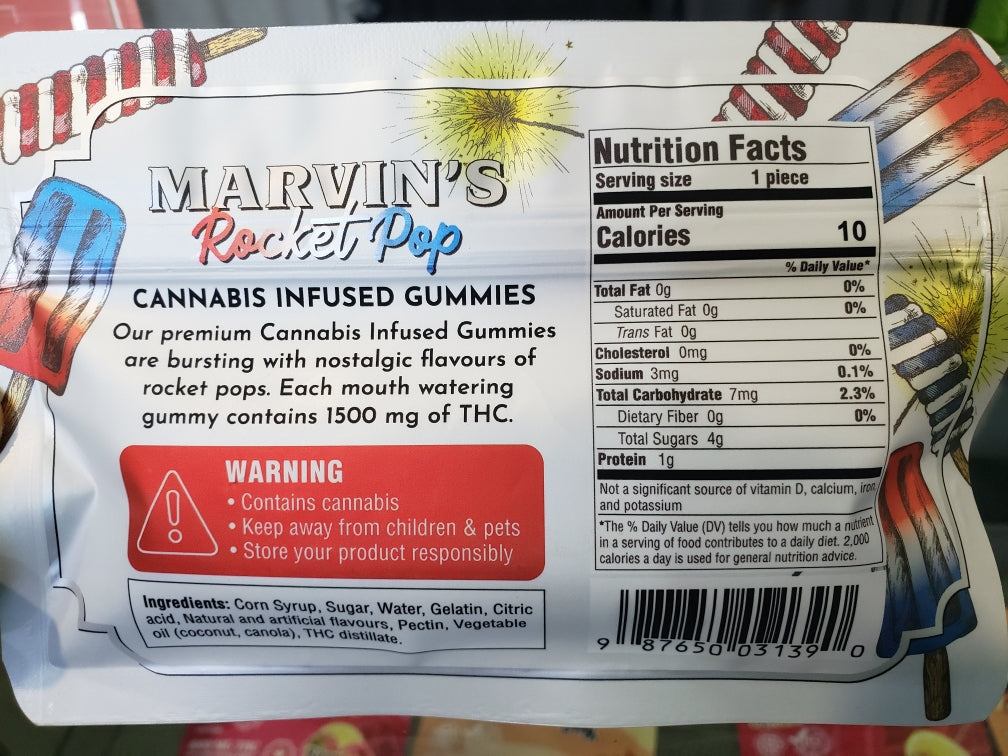 MARVIN'S
Rocket Pop
CANNABIS INFUSED GUMMIES
Our premium Cannabis Infused Gummies
are bursting with nostalgic flavours of
rocket pops. Each mouth watering
gummy contains 1500 mg of THC.
WARNING
• Contains cannabis
• Keep away from children & pets
• Store your product responsibly
Ingredients: Corn Syrup, Sugar, Water, Gelatin, Citric
acid, Natural and artificial flavours, Pectin, Vegetable
oil (coconut, canola), THC distillate.
Nutrition Facts
Serving size 1 piece
Amount Per Serving
Calories 10
% Daily Value*
Total Fat 0g 0%
Saturated Fat 0g 0%
Trans Fat 0g
Cholesterol 0mg 0%
Sodium 3mg 0.1%
Total Carbohydrate 7mg 2.3%
Dietary Fiber 0g 0%
Total Sugars 4g
Protein 1g
Not a significant source of vitamin D, calcium, iron,
and potassium
*The % Daily Value (DV) tells you how much a nutrient
in a serving of food contributes to a daily diet. 2,000
calories a day is used for general nutrition advice.
9 87650 03139 0